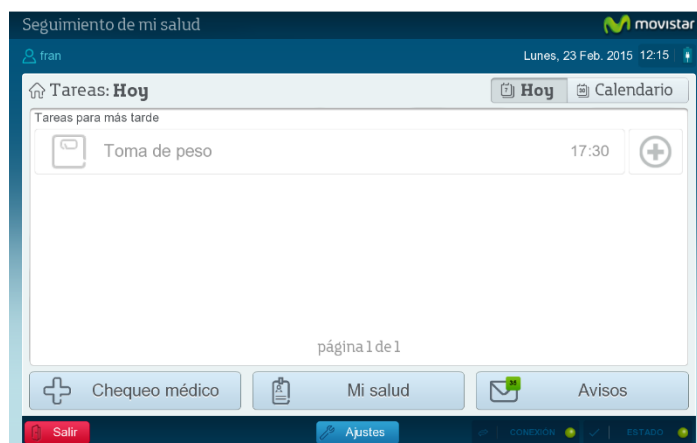 Seguimiento de mi salud
movistar
fran
Lunes, 23 Feb. 2015 12:15
Tareas: Hoy
Hoy
Calendario
Tareas para más tarde
Toma de peso
17:30
página 1 de 1
Chequeo médico
Mi salud
Avisos
Salir
Ajustes
CONEXIÓN
ESTADO